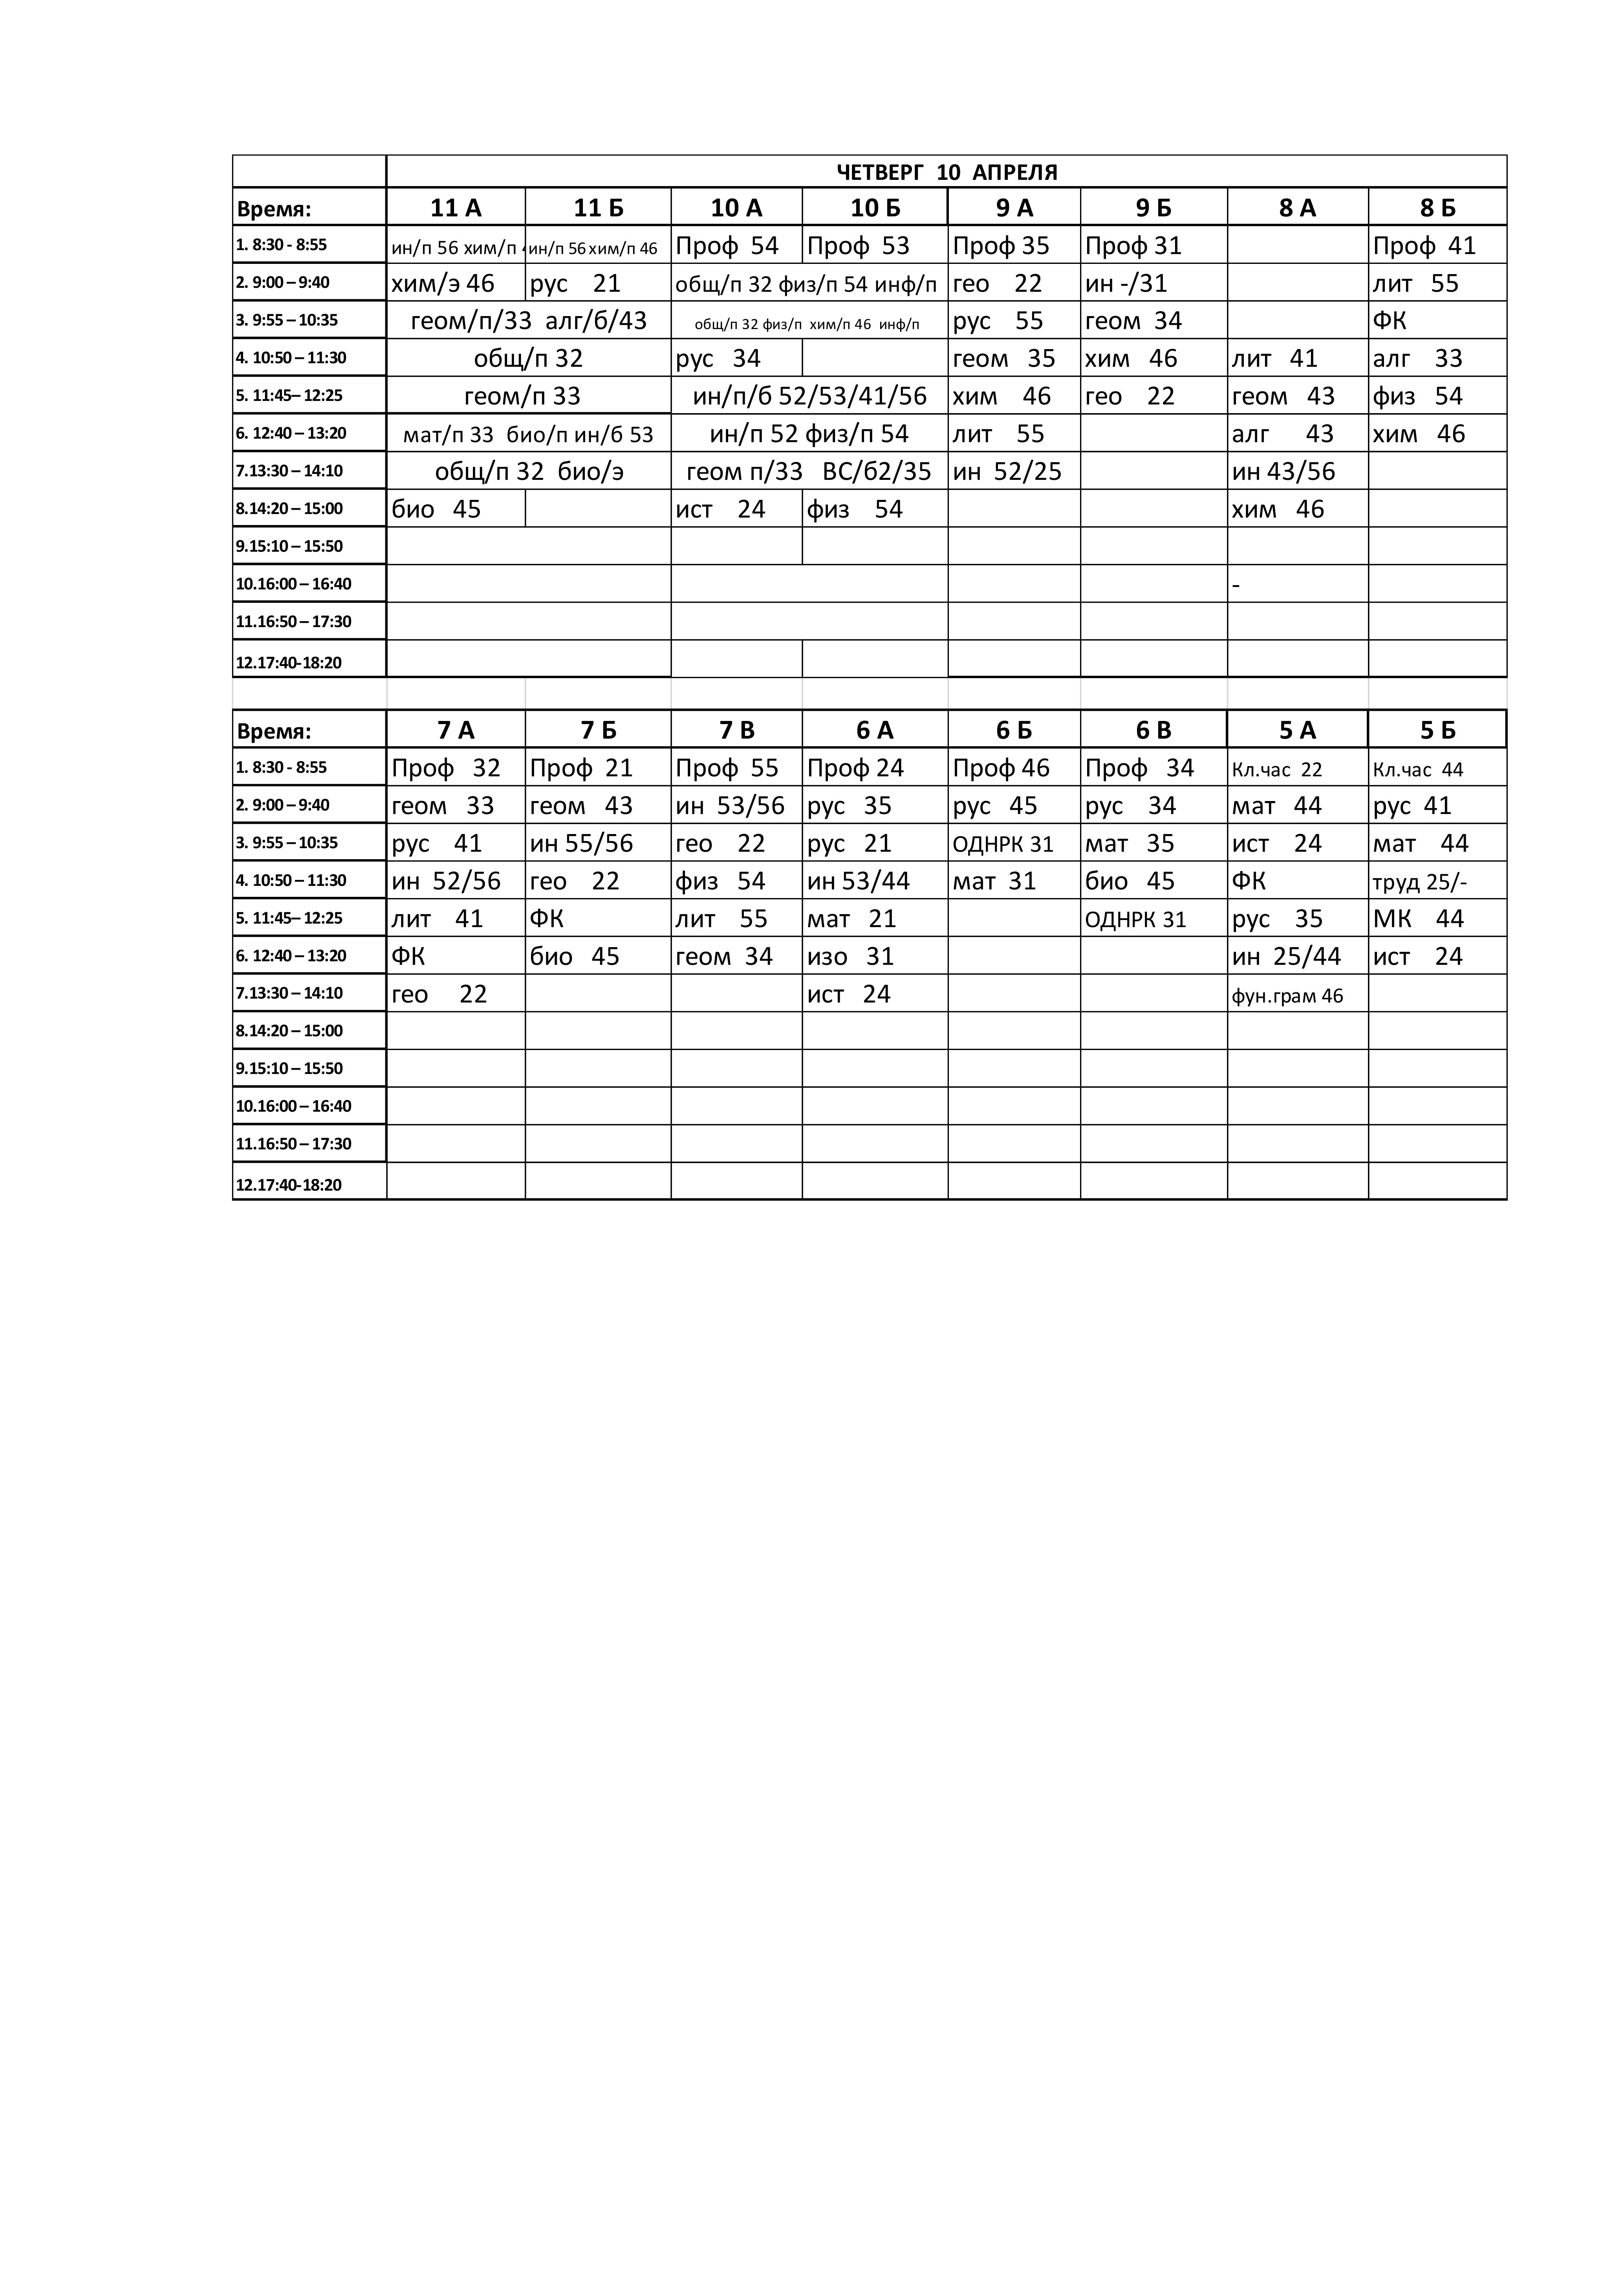 ЧЕТВЕРГ 10 АПРЕЛЯ
Время: 11 А 11 Б 10 А 10 Б 9 А 9 Б 8 А 8 Б
1. 8:30 - 8:55 ин/п 56 хим/п ин/п 56 хим/п 46 Проф 54 Проф 53 Проф 35 Проф 31 Проф 41
2. 9:00 – 9:40 хим/э 46 рус 21 общ/п 32 физ/п 54 инф/п гео 22 ин -/31 лит 55
3. 9:55 – 10:35 геом/п/33 алг/б/43 общ/п 32 физ/п хим/п 46 инф/п рус 55 геом 34 ФК
4. 10:50 – 11:30 общ/п 32 рус 34 геом 35 хим 46 лит 41 алг 33
5. 11:45– 12:25 геом/п 33 ин/п/б 52/53/41/56 хим 46 гео 22 геом 43 физ 54
6. 12:40 – 13:20 мат/п 33 био/п ин/б 53 ин/п 52 физ/п 54 лит 55 алг 43 хим 46
7.13:30 – 14:10 общ/п 32 био/э геом п/33 ВС/б2/35 ин 52/25 ин 43/56
8.14:20 – 15:00 био 45 ист 24 физ 54 хим 46
9.15:10 – 15:50
10.16:00 – 16:40 -
11.16:50 – 17:30
12.17:40-18:20
Время: 7 А 7 Б 7 В 6 А 6 Б 6 В 5 А 5 Б
1. 8:30 - 8:55 Проф 32 Проф 21 Проф 55 Проф 24 Проф 46 Проф 34 Кл.час 22 Кл.час 44
2. 9:00 – 9:40 геом 33 геом 43 ин 53/56 рус 35 рус 45 рус 34 мат 44 рус 41
3. 9:55 – 10:35 рус 41 ин 55/56 гео 22 рус 21 ОДНРК 31 мат 35 ист 24 мат 44
4. 10:50 – 11:30 ин 52/56 гео 22 физ 54 ин 53/44 мат 31 био 45 ФК труд 25/-
5. 11:45– 12:25 лит 41 ФК лит 55 мат 21 ОДНРК 31 рус 35 МК 44
6. 12:40 – 13:20 ФК био 45 геом 34 изо 31 ин 25/44 ист 24
7.13:30 – 14:10 гео 22 ист 24 фун.грам 46
8.14:20 – 15:00
9.15:10 – 15:50
10.16:00 – 16:40
11.16:50 – 17:30
12.17:40-18:20